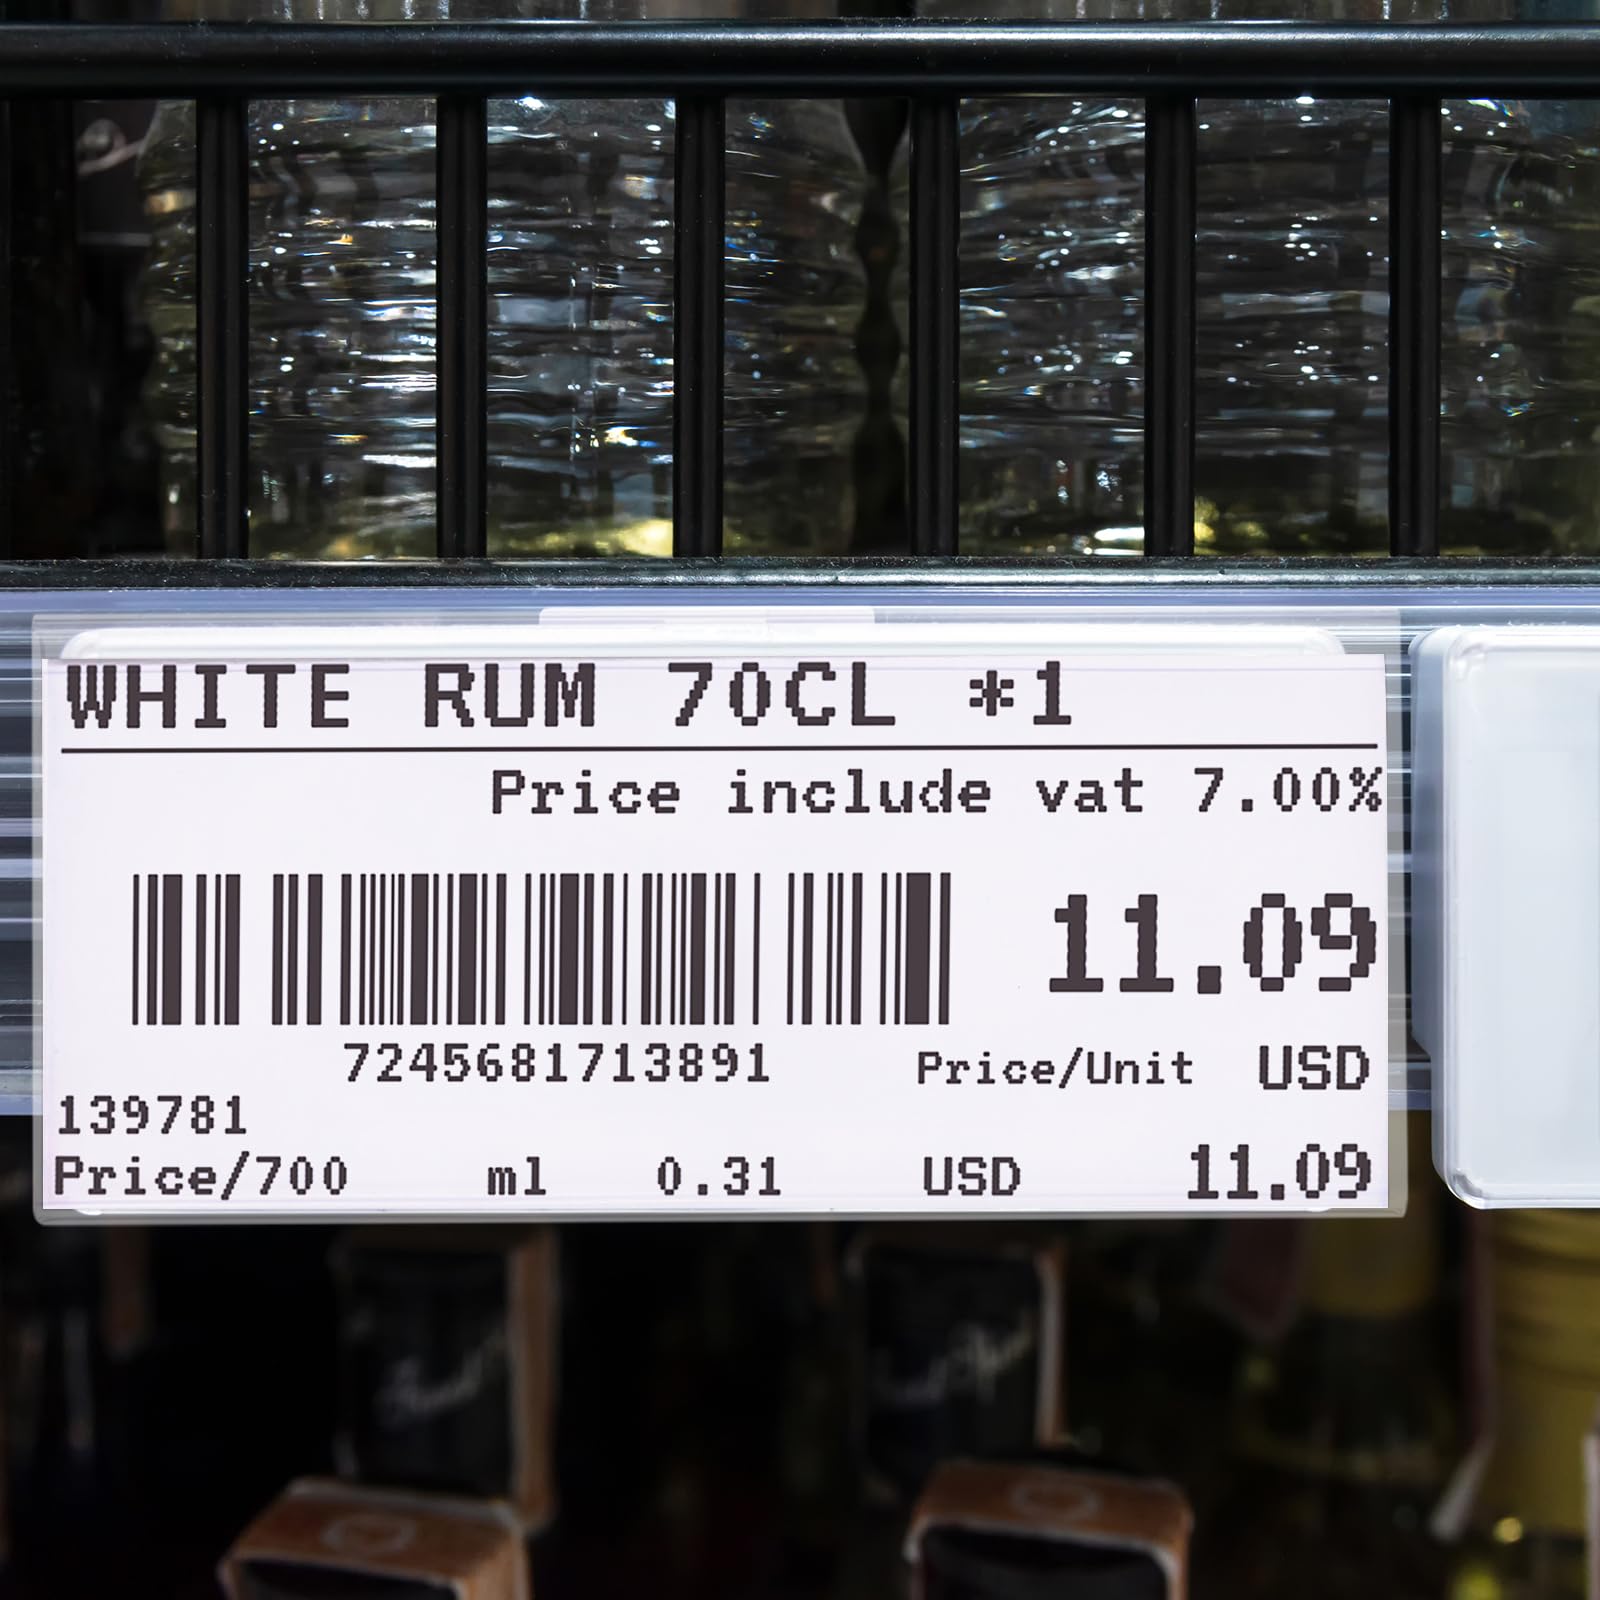 WHITE RUM 70CL *1
Price include vat 7.00%
11.09
7245681713891 Price/Unit USD
139781
Price/700 ml 0.31 USD 11.09